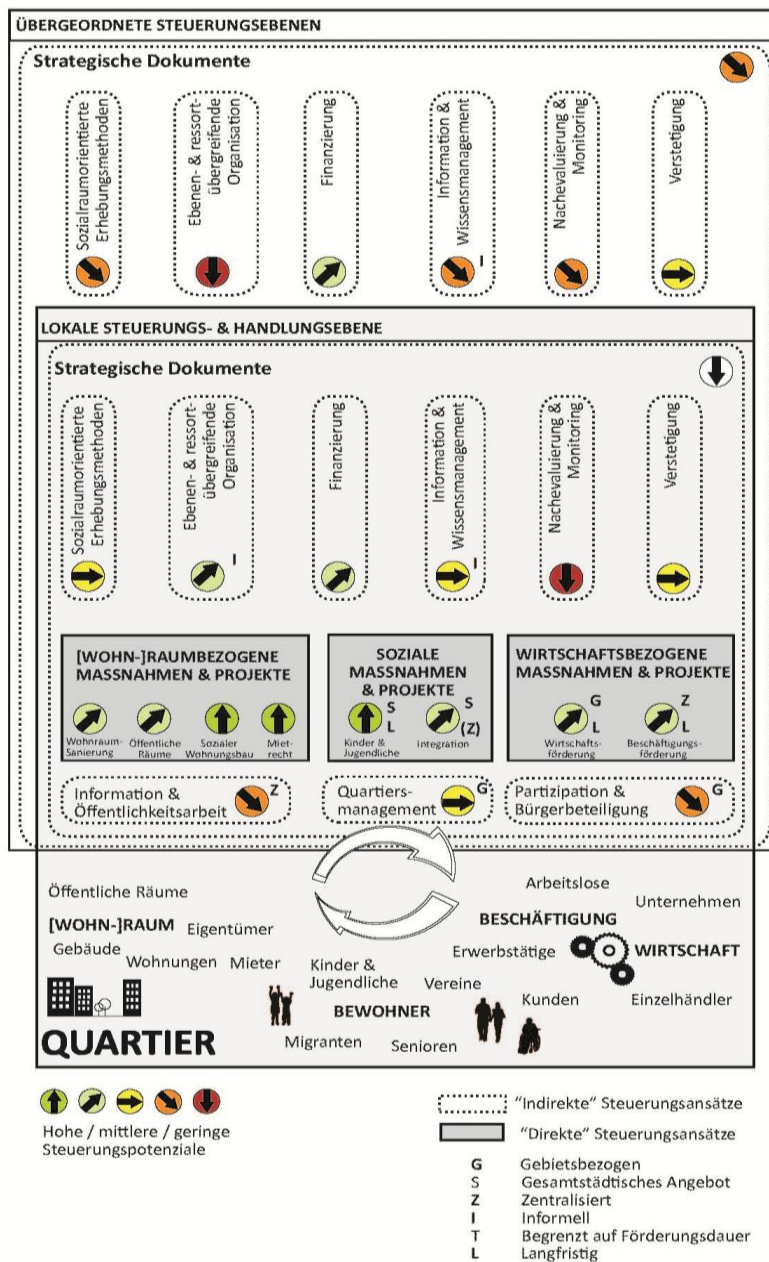 ÜBERGEORDNETE STEUERUNGSEBENEN
Strategische Dokumente
Sozialraumorientierte
Erhebungsmethoden
Ebenen- & ressort-
übergreifende
Organisation
Finanzierung
Information &
Wissensmanagement
I
Nachevaluierung &
Monitoring
Verstetigung
LOKALE STEUERUNGS- & HANDLUNGSEBENE
Strategische Dokumente
Sozialraumorientierte
Erhebungsmethoden
Ebenen- & ressort-
übergreifende
Organisation
I
Finanzierung
Information &
Wissensmanagement
I
Nachevaluierung &
Monitoring
Verstetigung
[WOHN-]RAUMBEZOGENE
MASSNAHMEN & PROJEKTE
Wohnraum-
Sanierung
Öffentliche
Räume
Sozialer
Wohnungsbau
Miet-
recht
SOZIALE
MASSNAHMEN
& PROJEKTE
S
L
Kinder &
Jugendliche
S
(Z)
Integration
WIRTSCHAFTSBEZOGENE
MASSNAHMEN & PROJEKTE
G
L
Wirtschafts-
förderung
Z
L
Beschäftigungs-
förderung
Information &
Öffentlichkeitsarbeit
Z
Quartiers-
management
G
Partizipation &
Bürgerbeteiligung
G
Öffentliche Räume
Arbeitslose
Unternehmen
[WOHN-]RAUM
Eigentümer
BESCHÄFTIGUNG
Gebäude
Wohnungen
Mieter
Kinder &
Jugendliche
Vereine
Erwerbstätige
WIRTSCHAFT
BEWOHNER
Kunden
Einzelhändler
QUARTIER
Migranten
Senioren
Hohe / mittlere / geringe
Steuerungspotenziale
"Indirekte" Steuerungsansätze
"Direkte" Steuerungsansätze
G Gebietsbezogen
S Gesamtstädtisches Angebot
Z Zentralisiert
I Informell
T Begrenzt auf Förderungsdauer
L Langfristig